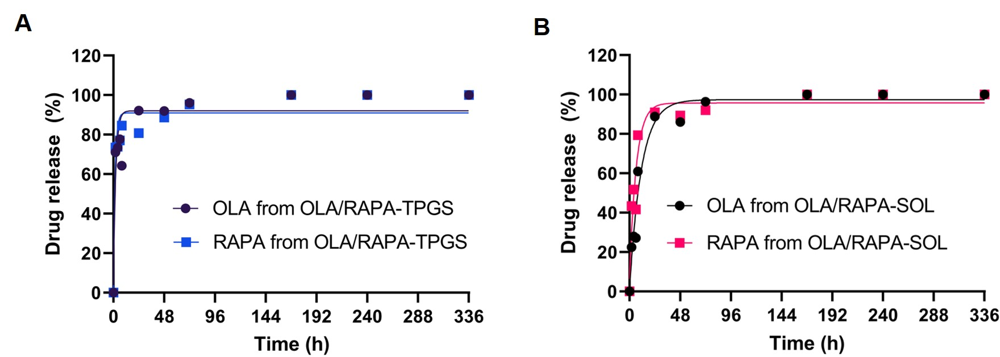 A
Drug release (%)
120
100
80
60
40
20
0
0 48 96 144 192 240 288 336
Time (h)
OLA from OLA/RAPA-TPGS
RAPA from OLA/RAPA-TPGS
B
Drug release (%)
120
100
80
60
40
20
0
0 48 96 144 192 240 288 336
Time (h)
OLA from OLA/RAPA-SOL
RAPA from OLA/RAPA-SOL